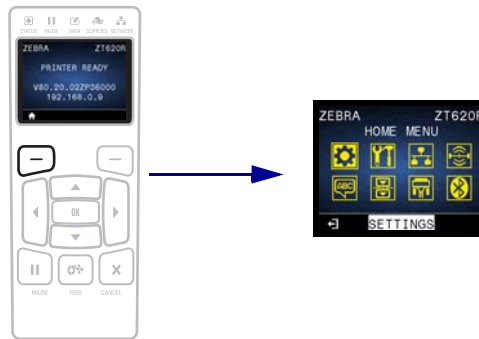 STATUS PAUSE DATA SUPPLIES NETWORK
ZEBRA ZT620R
PRINTER READY
V80.20.02ZP36000
192.168.0.9
OK
PAUSE FEED CANCEL
ZEBRA ZT620R
HOME MENU
ABC
SETTINGS